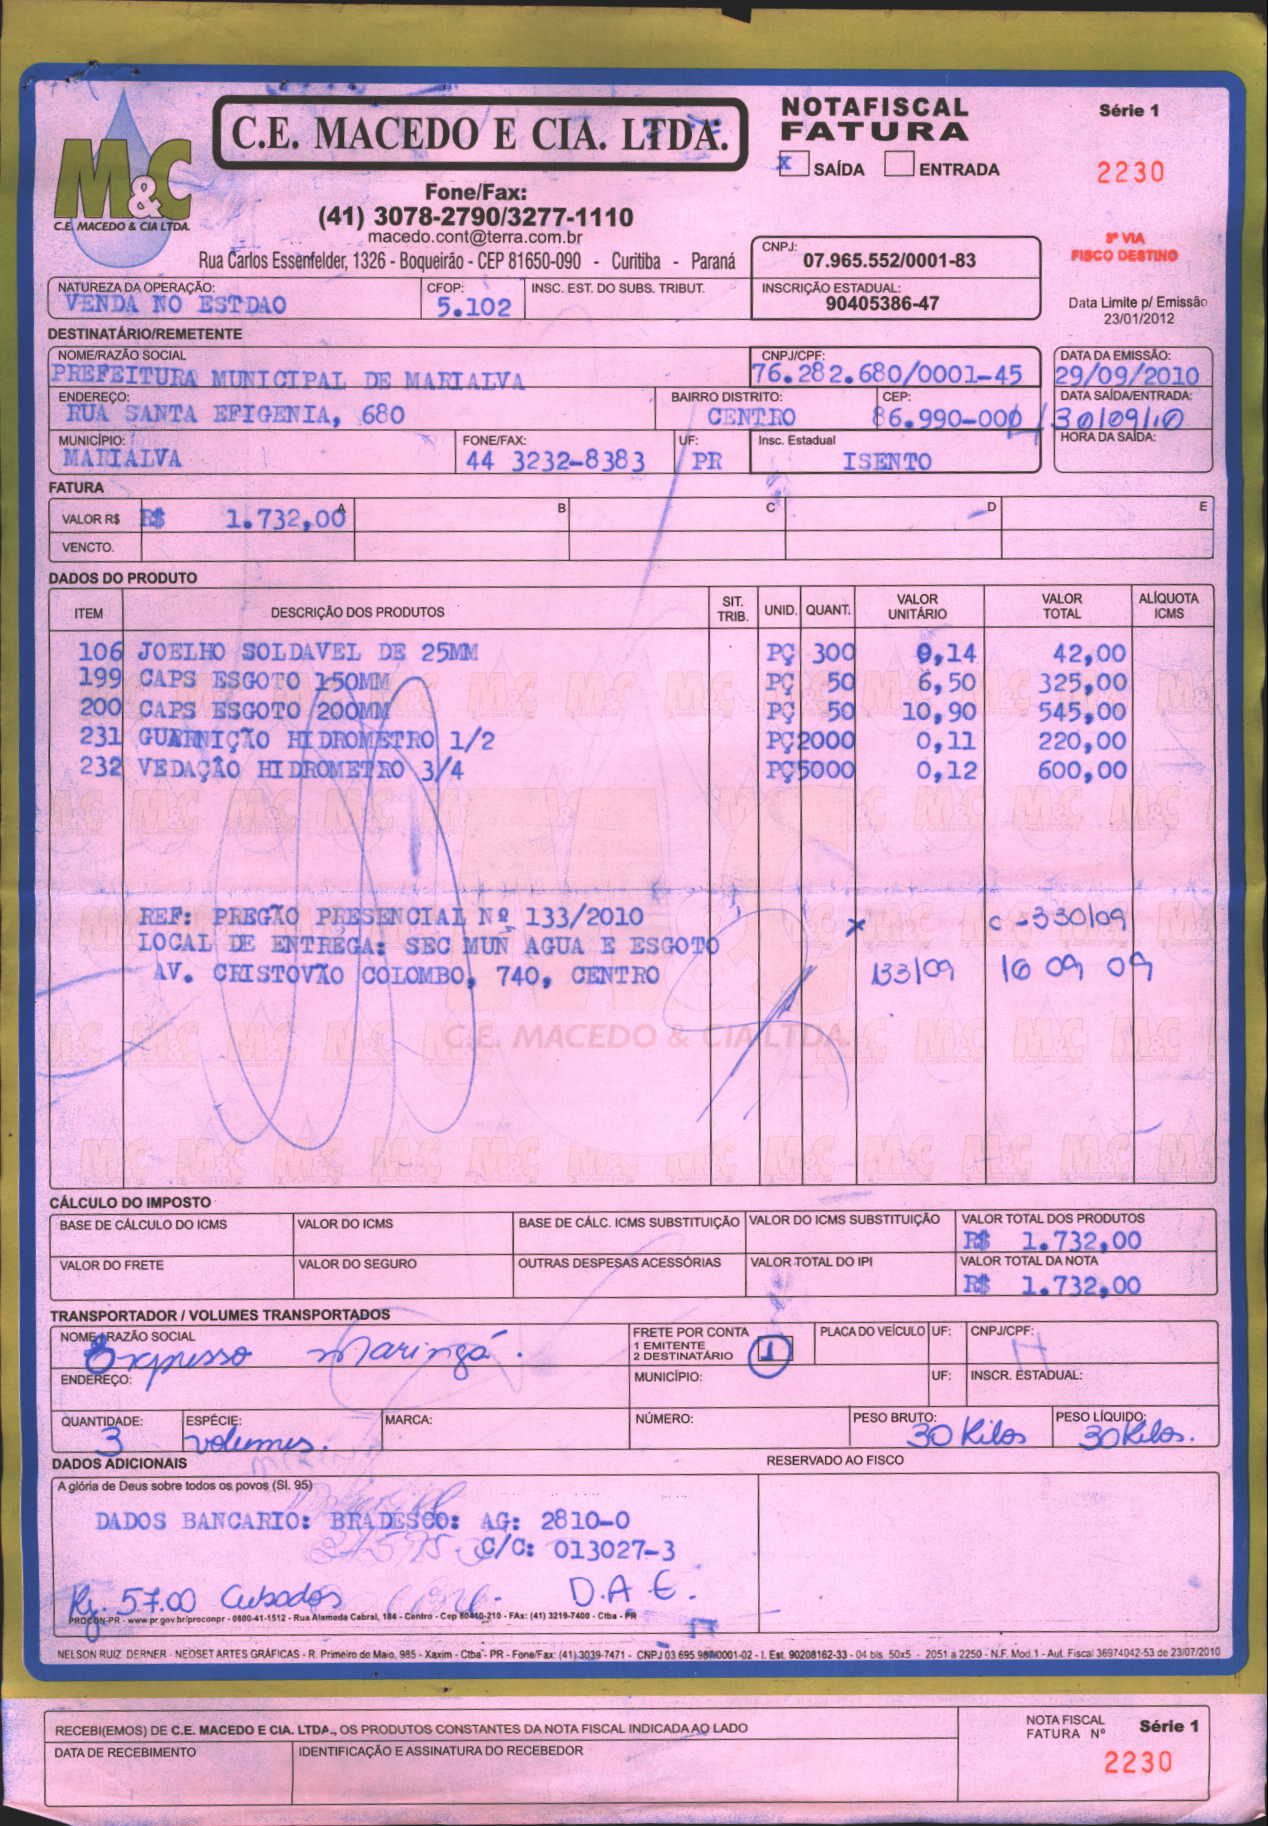 M&C
C.E. MACEDO & CIA LTDA.
C.E. MACEDO E CIA. LTDA.
Fone/Fax:
(41) 3078-2790/3277-1110
macedo.cont@terra.com.br
Rua Carlos Essenfelder, 1326 - Boqueirão - CEP 81650-090 - Curitiba - Paraná
NOTAFISCAL
FATURA
X SAÍDA ENTRADA
Série 1
2230
3ª VIA
FISCO DESTINO
CNPJ:
07.965.552/0001-83
NATUREZA DA OPERAÇÃO:
VENDA NO ESTDAO
CFOP:
5.102
INSC. EST. DO SUBS. TRIBUT.
INSCRIÇÃO ESTADUAL:
90405386-47
Data Limite p/ Emissão
23/01/2012
DESTINATÁRIO/REMETENTE
NOME/RAZÃO SOCIAL
PREFEITURA MUNICIPAL DE MARIALVA
CNPJ/CPF:
76.282.680/0001-45
DATA DA EMISSÃO:
29/09/2010
ENDEREÇO:
RUA SANTA EFIGENIA, 680
BAIRRO DISTRITO:
CENTRO
CEP:
86.990-000
DATA SAÍDA/ENTRADA:
30/09/10
MUNICÍPIO:
MARIALVA
FONE/FAX:
44 3232-8383
UF:
PR
Insc. Estadual
ISENTO
HORA DA SAÍDA:
FATURA
VALOR R$ R$ 1.732,00 A B C D E
VENCTO.
DADOS DO PRODUTO
ITEM DESCRIÇÃO DOS PRODUTOS SIT. TRIB. UNID. QUANT. VALOR UNITÁRIO VALOR TOTAL ALÍQUOTA ICMS
106 JOELHO SOLDAVEL DE 25MM PÇ 300 0,14 42,00
199 CAPS ESGOTO 150MM PÇ 50 6,50 325,00
200 CAPS ESGOTO 200MM PÇ 50 10,90 545,00
231 GUARNIÇÃO HIDROMETRO 1/2 PÇ 2000 0,11 220,00
232 VEDAÇÃO HIDROMETRO 3/4 PÇ 5000 0,12 600,00
REF: PREGÃO PRESENCIAL Nº 133/2010 x c-330/09
LOCAL DE ENTREGA: SEC MUN AGUA E ESGOTO
AV. CRISTOVÃO COLOMBO, 740, CENTRO 133/09 16 09 09
C.E. MACEDO & CIA LTDA.
CÁLCULO DO IMPOSTO
BASE DE CÁLCULO DO ICMS VALOR DO ICMS BASE DE CÁLC. ICMS SUBSTITUIÇÃO VALOR DO ICMS SUBSTITUIÇÃO VALOR TOTAL DOS PRODUTOS
R$ 1.732,00
VALOR DO FRETE VALOR DO SEGURO OUTRAS DESPESAS ACESSÓRIAS VALOR TOTAL DO IPI VALOR TOTAL DA NOTA
R$ 1.732,00
TRANSPORTADOR / VOLUMES TRANSPORTADOS
NOME / RAZÃO SOCIAL
Expresso Maringá.
FRETE POR CONTA
1 EMITENTE
2 DESTINATÁRIO
1
PLACA DO VEÍCULO UF: CNPJ/CPF:
ENDEREÇO: MUNICÍPIO: UF: INSCR. ESTADUAL:
QUANTIDADE: ESPÉCIE: MARCA: NÚMERO: PESO BRUTO: PESO LÍQUIDO:
3 volumes. 30 Kilos 30 Kilos.
DADOS ADICIONAIS
RESERVADO AO FISCO
A glória de Deus sobre todos os povos (Sl. 95)
DADOS BANCARIO: BRADESCO: AG: 2810-0
C/C: 013027-3
57.00 Cubados D.A.E.
PROCON-PR - www.pr.gov.br/proconpr - 0800-41-1512 - Rua Alameda Cabral, 184 - Centro - Cep 80410-210 - FAx: (41) 3219-7400 - Ctba - PR
NELSON RUIZ DERNER - NEOSET ARTES GRÁFICAS - R. Primeiro de Maio, 985 - Xaxim - Ctba - PR - Fone/Fax: (41) 3039-7471 - CNPJ 03 695 /0001-02 - I. Est. 90208162-33 - 04 bls. 50x5 - 2051 a 2250 - N.F. Mod.1 - Aut. Fiscal 36974042-53 de 23/07/2010
RECEBI(EMOS) DE C.E. MACEDO E CIA. LTDA., OS PRODUTOS CONSTANTES DA NOTA FISCAL INDICADA AO LADO
DATA DE RECEBIMENTO IDENTIFICAÇÃO E ASSINATURA DO RECEBEDOR
NOTA FISCAL
FATURA Nº
Série 1
2230